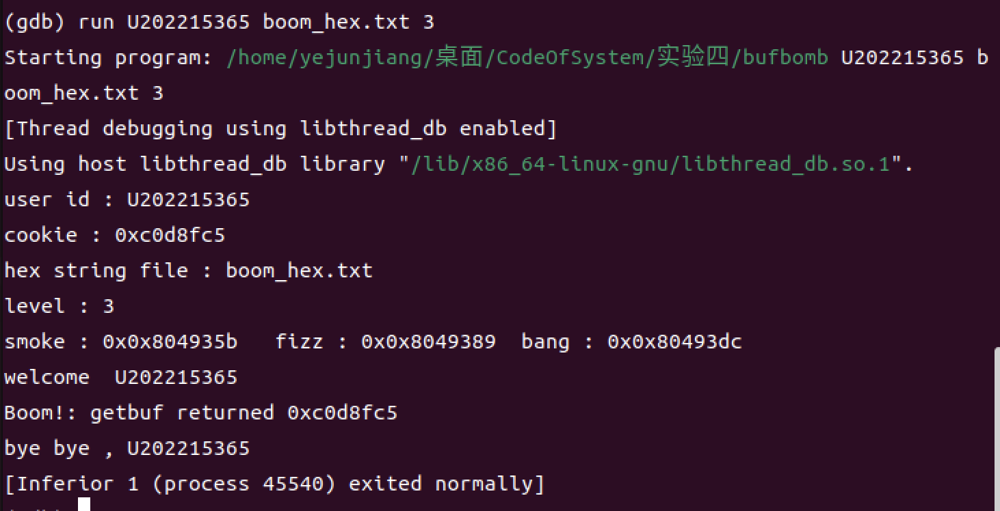 (gdb) run U202215365 boom_hex.txt 3
Starting program: /home/yejunjiang/桌面/CodeOfSystem/实验四/bufbomb U202215365 b
oom_hex.txt 3
[Thread debugging using libthread_db enabled]
Using host libthread_db library "/lib/x86_64-linux-gnu/libthread_db.so.1".
user id : U202215365
cookie : 0xc0d8fc5
hex string file : boom_hex.txt
level : 3
smoke : 0x0x804935b   fizz : 0x0x8049389  bang : 0x0x80493dc
welcome  U202215365
Boom!: getbuf returned 0xc0d8fc5
bye bye , U202215365
[Inferior 1 (process 45540) exited normally]